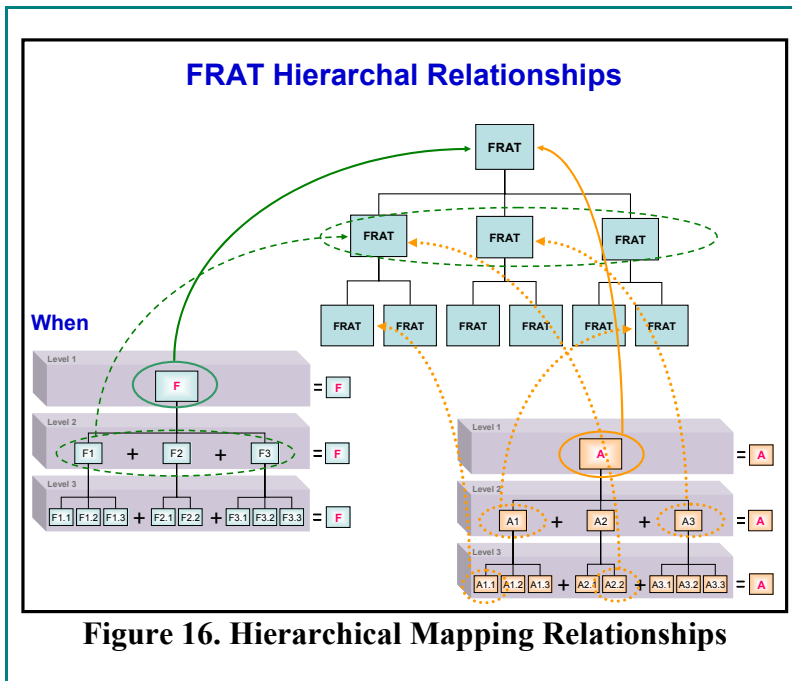 FRAT Hierarchal Relationships
FRAT
FRAT FRAT FRAT
FRAT FRAT FRAT FRAT FRAT FRAT
When
Level 1
F = F
Level 2
F1 + F2 + F3 = F
Level 3
F1.1 F1.2 F1.3 + F2.1 F2.2 + F3.1 F3.2 F3.3 = F
Level 1
A = A
Level 2
A1 + A2 + A3 = A
Level 3
A1.1 A1.2 A1.3 + A2.1 A2.2 + A3.1 A3.2 A3.3 = A
Figure 16. Hierarchical Mapping Relationships